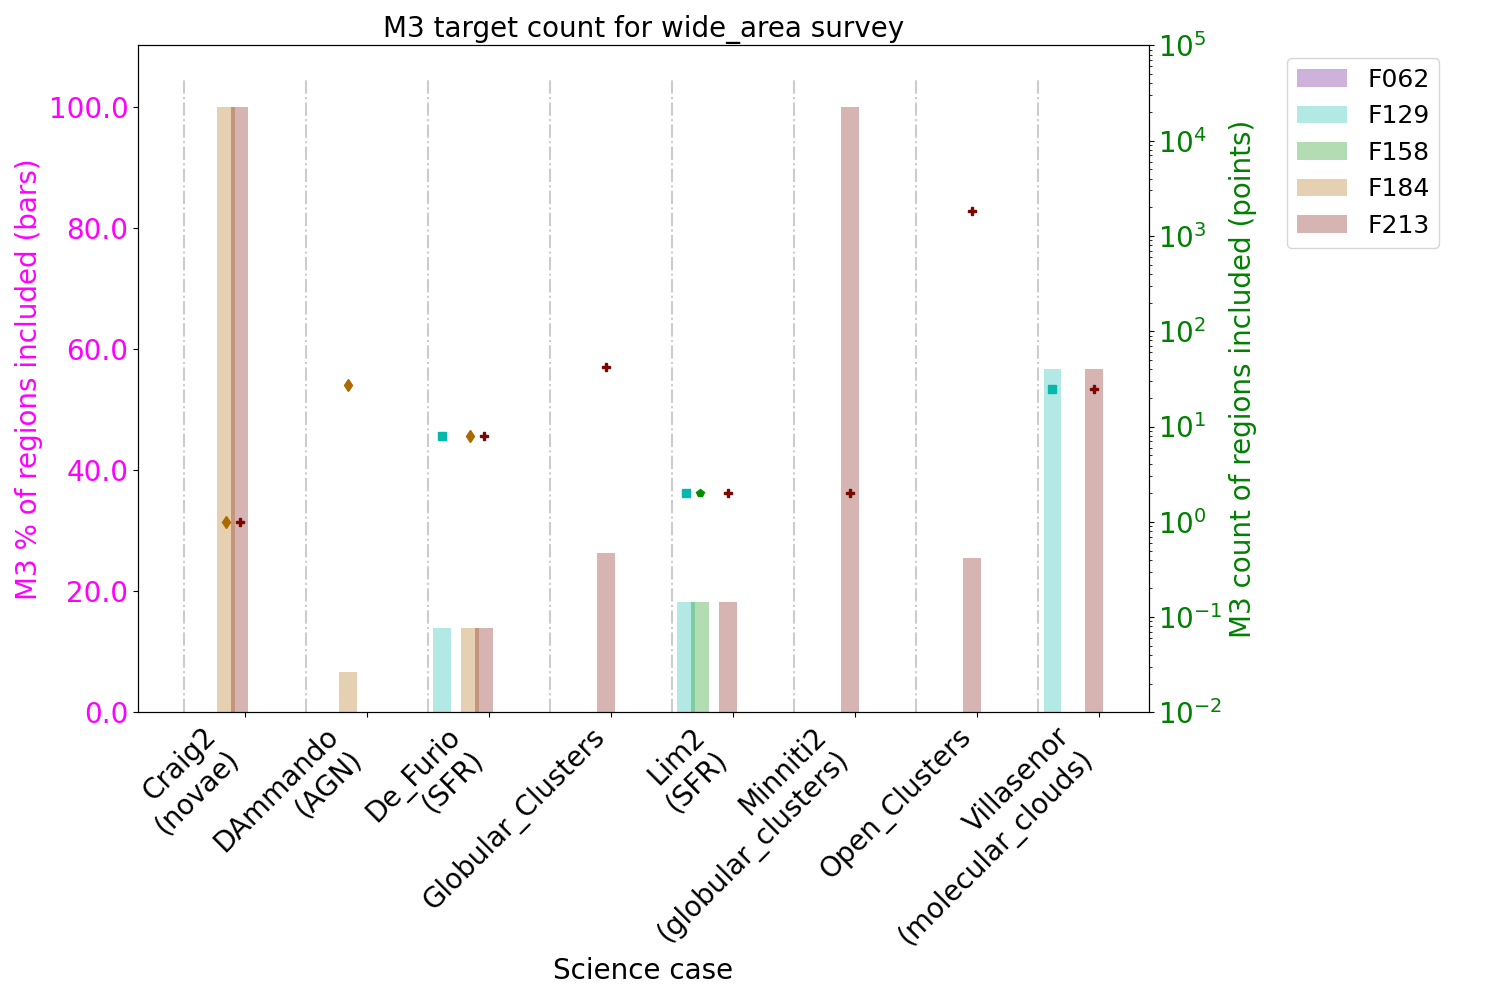 M3 target count for wide_area survey
M3 % of regions included (bars)
100.0
80.0
60.0
40.0
20.0
0.0
10^5
10^4
10^3
10^2
10^1
10^0
10^-1
10^-2
M3 count of regions included (points)
F062
F129
F158
F184
F213
Craig2
(novae)
DAmmando
(AGN)
De_Furio
(SFR)
Globular_Clusters
Lim2
(SFR)
Minniti2
(globular_clusters)
Open_Clusters
Villasenor
(molecular_clouds)
Science case